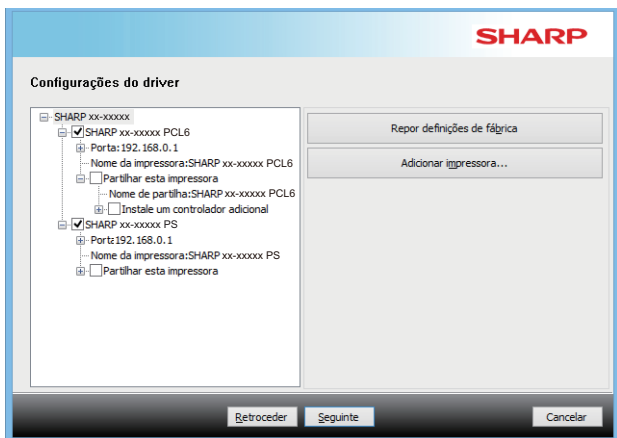 SHARP
Configurações do driver
SHARP xx-xxxxx
SHARP xx-xxxxx PCL6
Porta:192.168.0.1
Nome da impressora:SHARP xx-xxxxx PCL6
Partilhar esta impressora
Nome de partilha:SHARP xx-xxxxx PCL6
Instale um controlador adicional
SHARP xx-xxxxx PS
Porta:192.168.0.1
Nome da impressora:SHARP xx-xxxxx PS
Partilhar esta impressora
Repor definições de fábrica
Adicionar impressora...
Retroceder
Seguinte
Cancelar